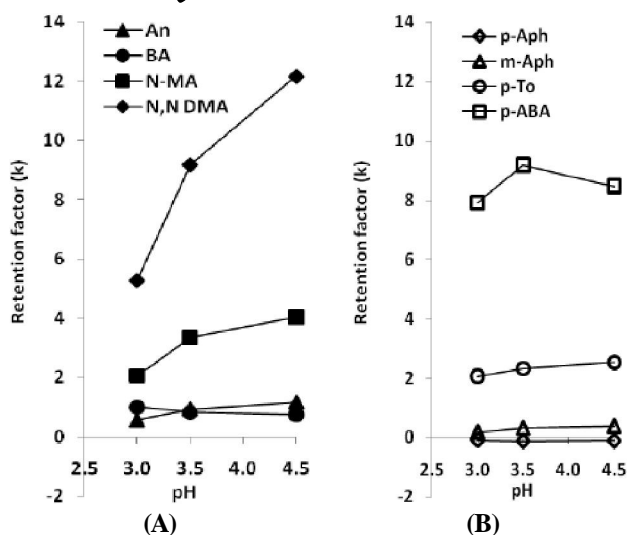 An
BA
N-MA
N,N DMA
Retention factor (k)
14
12
10
8
6
4
2
0
-2
2.5 3.0 3.5 4.0 4.5
pH
(A)
p-Aph
m-Aph
p-To
p-ABA
Retention factor (k)
14
12
10
8
6
4
2
0
-2
2.5 3.0 3.5 4.0 4.5
pH
(B)